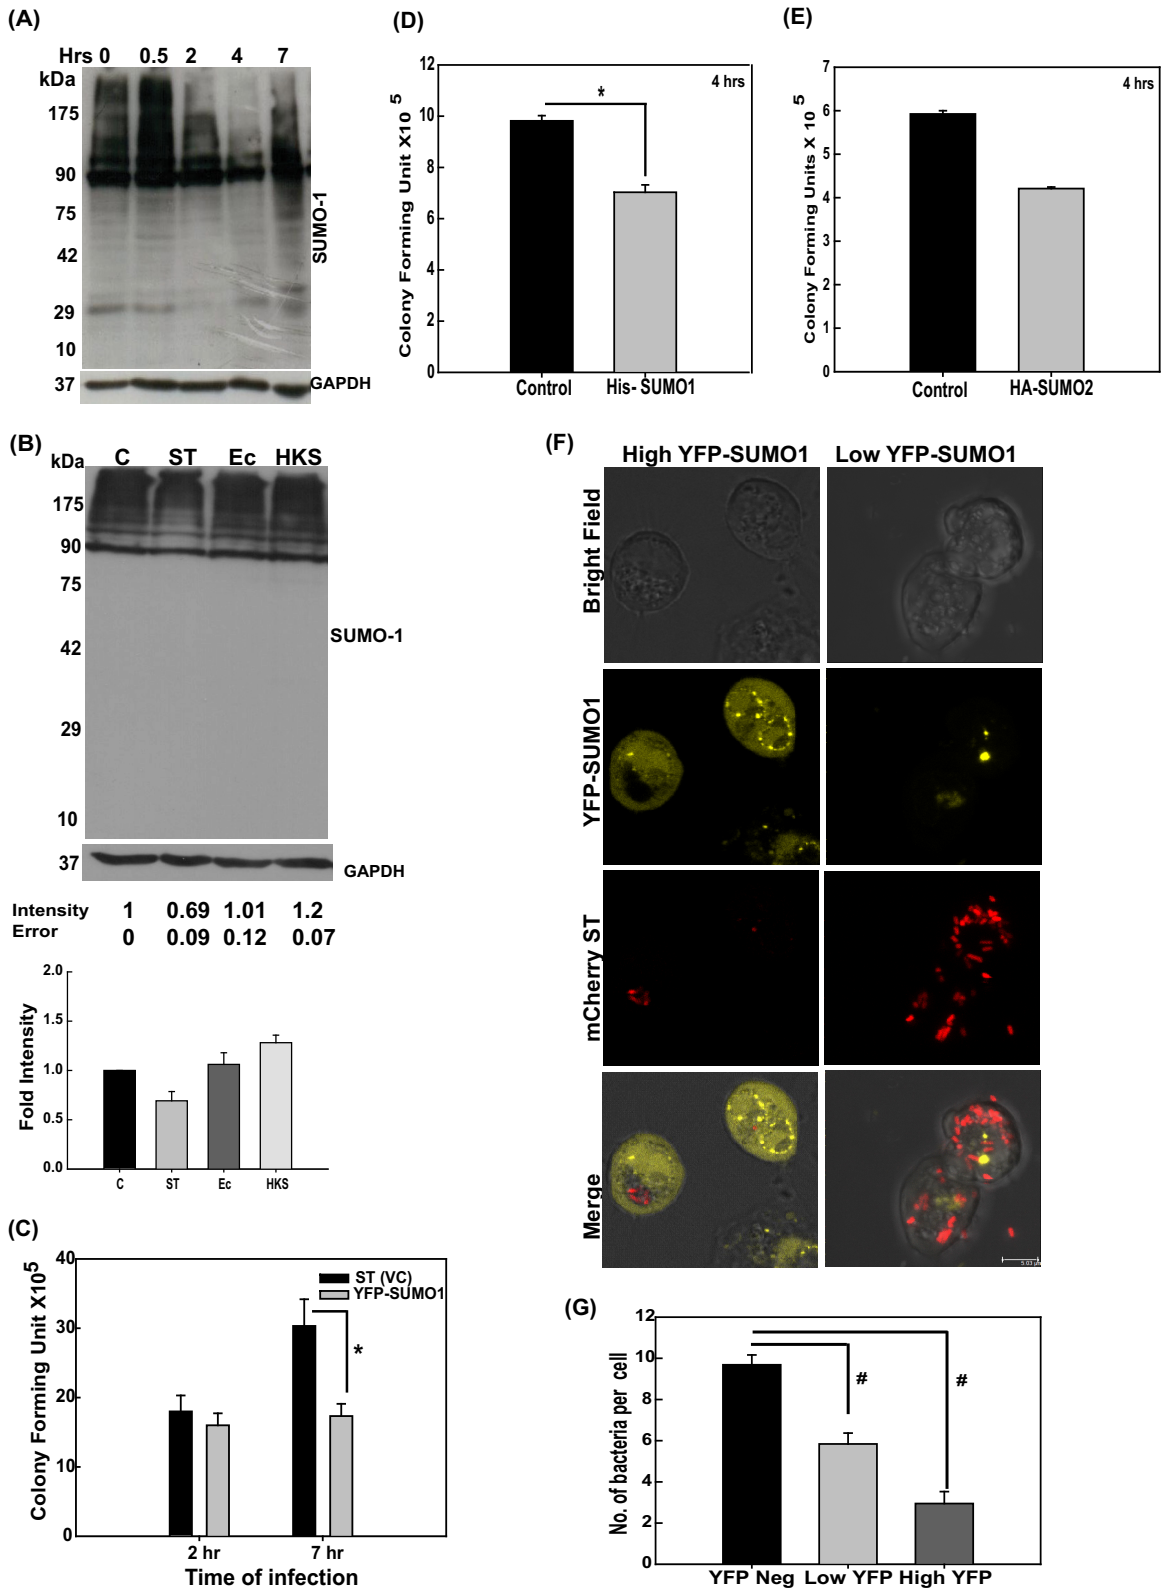 (A)
Hrs 0 0.5 2 4 7
kDa
175
90
75
42
29
10
37
SUMO-1
GAPDH
(B)
kDa
C ST Ec HKS
175
90
75
42
29
10
37
SUMO-1
GAPDH
Intensity 1 0.69 1.01 1.2
Error 0 0.09 0.12 0.07
Fold Intensity
2.0
1.5
1.0
0.5
0.0
C ST Ec HKS
(C)
Colony Forming Unit X10⁵
40
30
20
10
0
ST (VC)
YFP-SUMO1
*
2 hr 7 hr
Time of infection
(D)
Colony Forming Unit X10 5
12
10
8
6
4
2
0
4 hrs
*
Control His- SUMO1
(E)
Colony Forming Units X 10 5
7
6
5
4
3
2
1
0
4 hrs
Control HA-SUMO2
(F)
High YFP-SUMO1 Low YFP-SUMO1
Bright Field
YFP-SUMO1
mCherry ST
Merge
5.03 µm
(G)
No. of bacteria per cell
12
10
8
6
4
2
0
# #
YFP Neg Low YFP High YFP